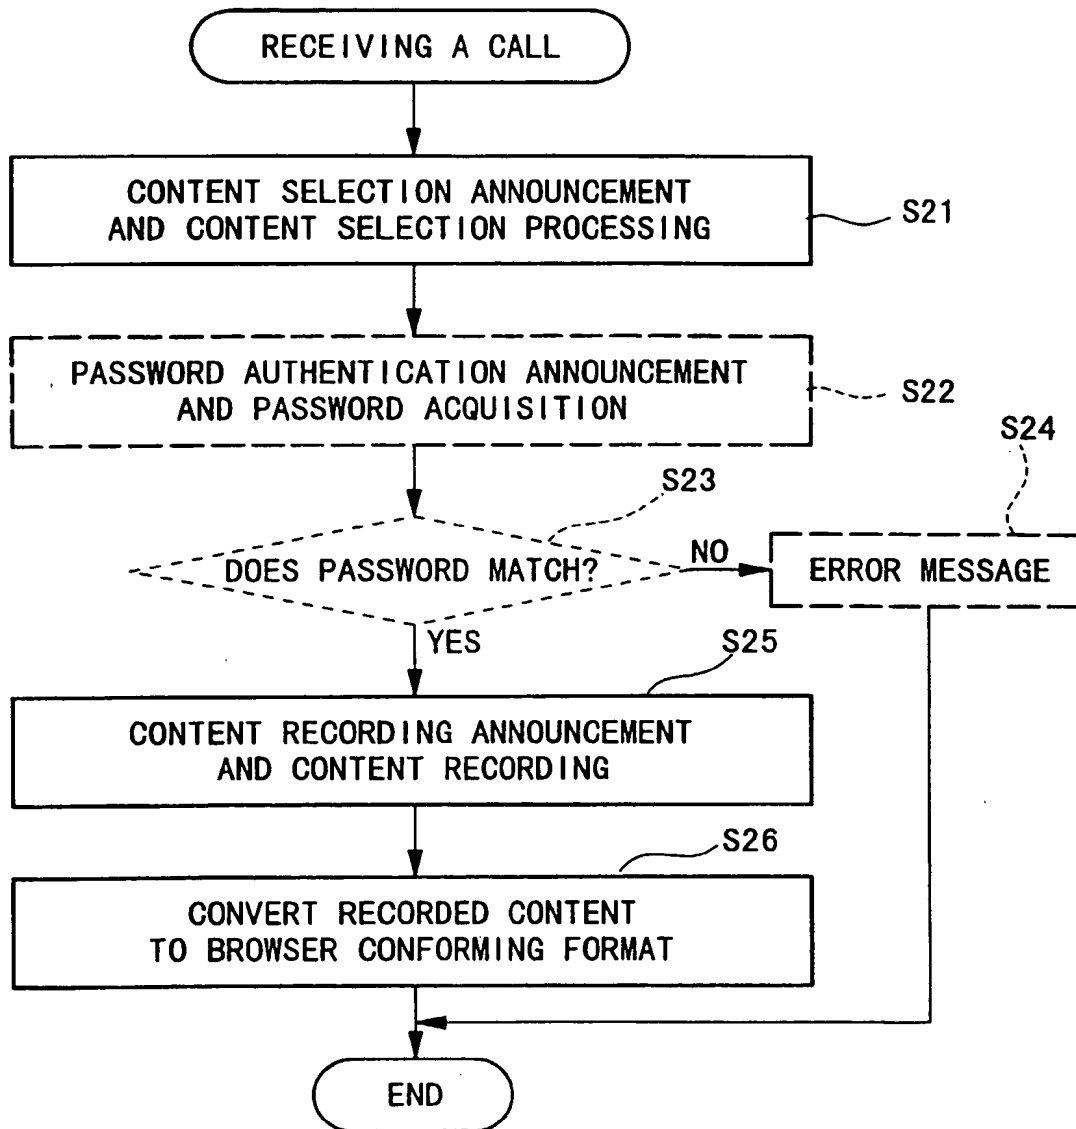 RECEIVING A CALL
CONTENT SELECTION ANNOUNCEMENT
AND CONTENT SELECTION PROCESSING
S21
PASSWORD AUTHENTICATION ANNOUNCEMENT
AND PASSWORD ACQUISITION
S22
S24
S23
DOES PASSWORD MATCH?
NO
ERROR MESSAGE
YES
S25
CONTENT RECORDING ANNOUNCEMENT
AND CONTENT RECORDING
S26
CONVERT RECORDED CONTENT
TO BROWSER CONFORMING FORMAT
END